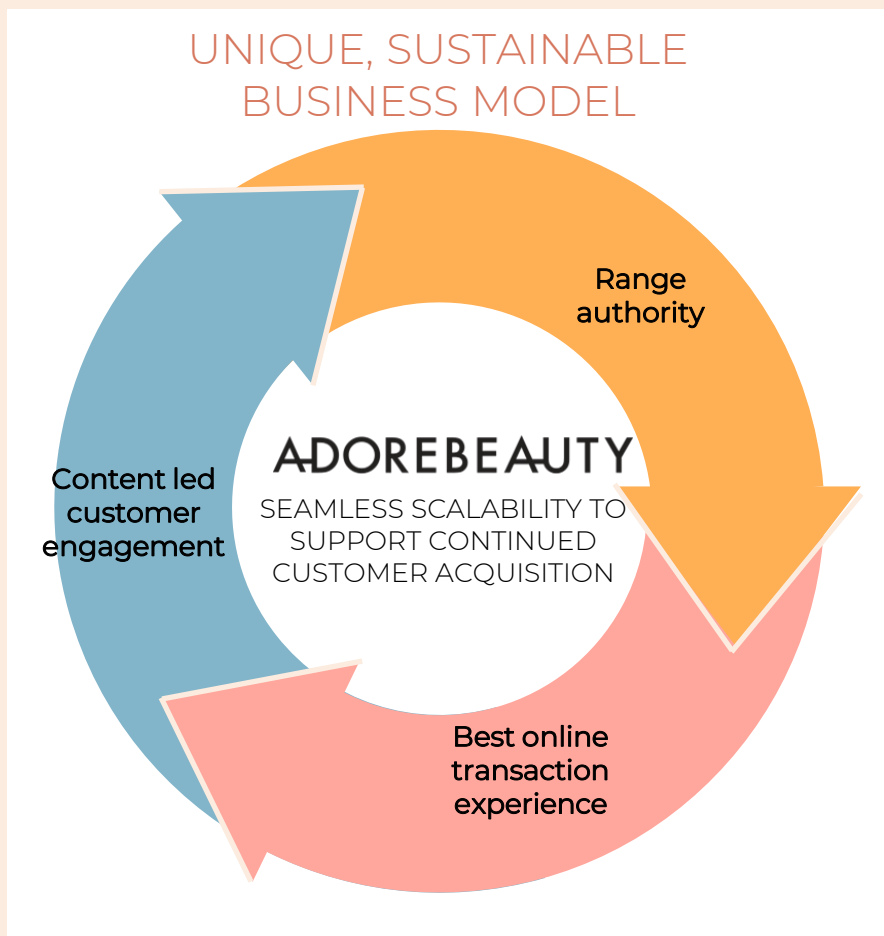 UNIQUE, SUSTAINABLE
BUSINESS MODEL
Range
authority
ADOREBEAUTY
SEAMLESS SCALABILITY TO
SUPPORT CONTINUED
CUSTOMER ACQUISITION
Content led
customer
engagement
Best online
transaction
experience